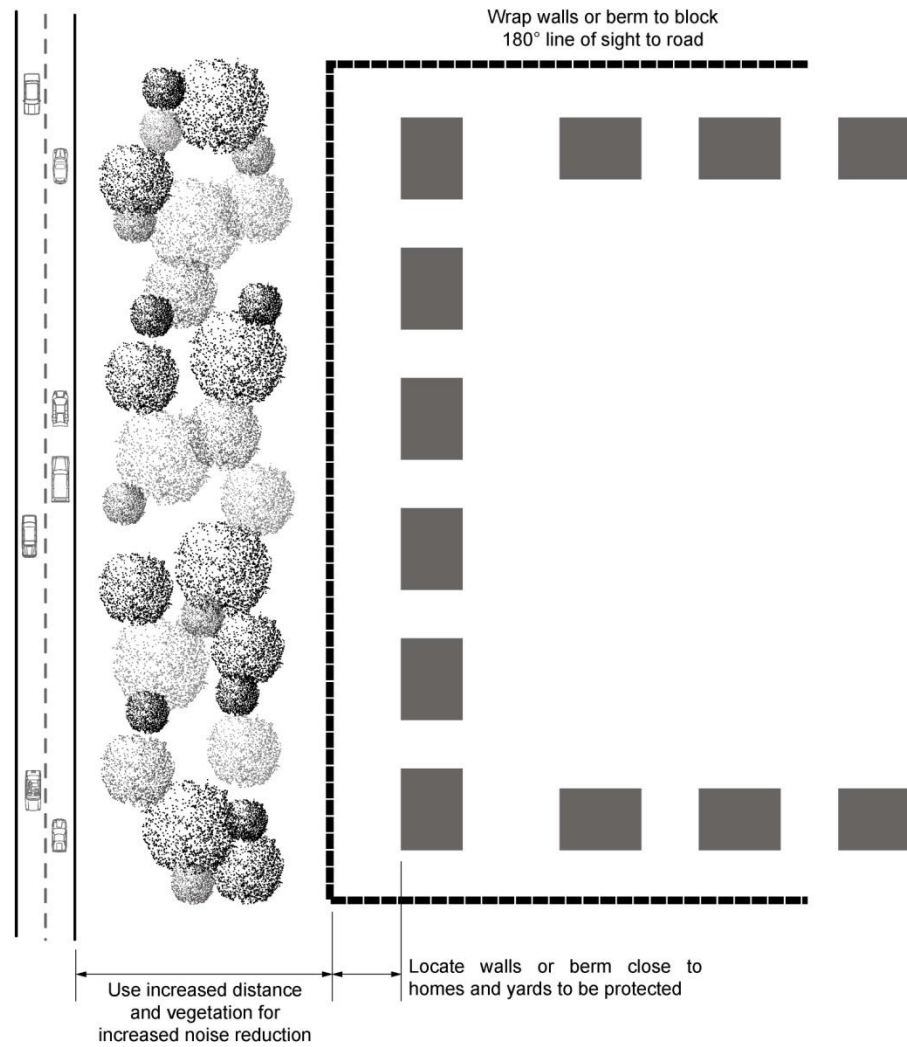 Wrap walls or berm to block
180° line of sight to road
Locate walls or berm close to
homes and yards to be protected
Use increased distance
and vegetation for
increased noise reduction